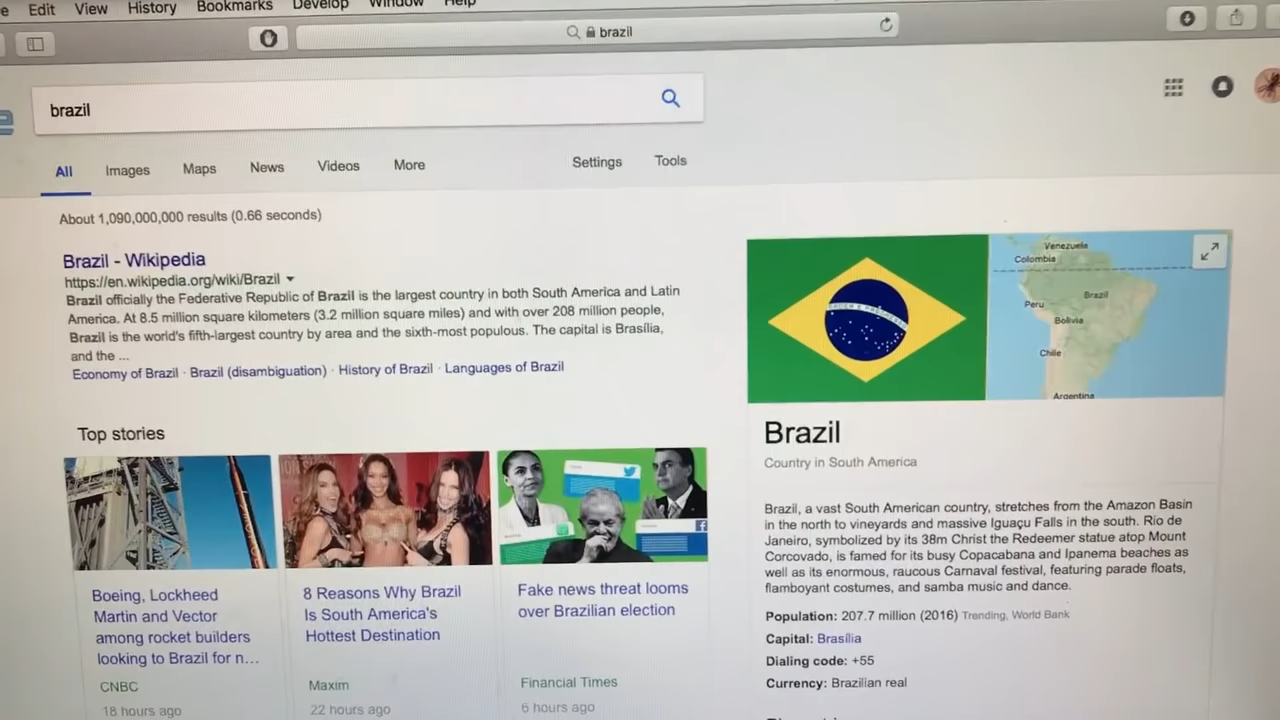 Edit View History Bookmarks Develop Window Help
brazil
brazil
All Images Maps News Videos More Settings Tools
About 1,090,000,000 results (0.66 seconds)
Brazil - Wikipedia
https://en.wikipedia.org/wiki/Brazil
Brazil officially the Federative Republic of Brazil is the largest country in both South America and Latin
America. At 8.5 million square kilometers (3.2 million square miles) and with over 208 million people,
Brazil is the world's fifth-largest country by area and the sixth-most populous. The capital is Brasília,
and the ...
Economy of Brazil · Brazil (disambiguation) · History of Brazil · Languages of Brazil
Top stories
Boeing, Lockheed
Martin and Vector
among rocket builders
looking to Brazil for n...
CNBC
18 hours ago
8 Reasons Why Brazil
Is South America's
Hottest Destination
Maxim
22 hours ago
Fake news threat looms
over Brazilian election
Financial Times
6 hours ago
Venezuela
Colombia
Peru
Brazil
Bolivia
Chile
Argentina
Brazil
Country in South America
Brazil, a vast South American country, stretches from the Amazon Basin
in the north to vineyards and massive Iguaçu Falls in the south. Rio de
Janeiro, symbolized by its 38m Christ the Redeemer statue atop Mount
Corcovado, is famed for its busy Copacabana and Ipanema beaches as
well as its enormous, raucous Carnaval festival, featuring parade floats,
flamboyant costumes, and samba music and dance.
Population: 207.7 million (2016) Trending, World Bank
Capital: Brasília
Dialing code: +55
Currency: Brazilian real